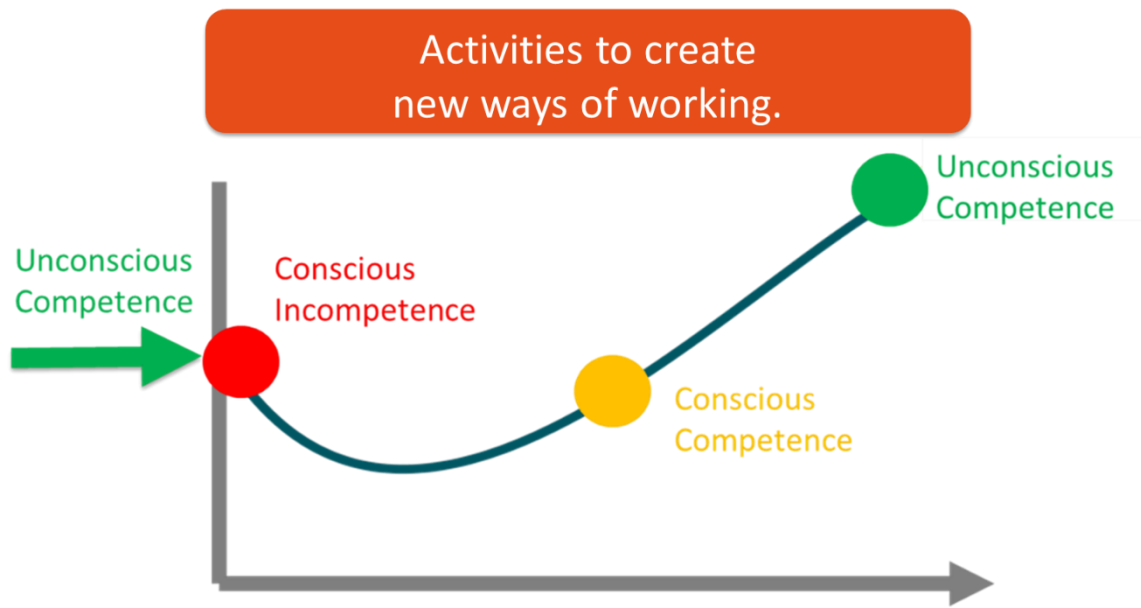 Activities to create
new ways of working.
Unconscious
Competence
Unconscious
Competence
Conscious
Incompetence
Conscious
Competence